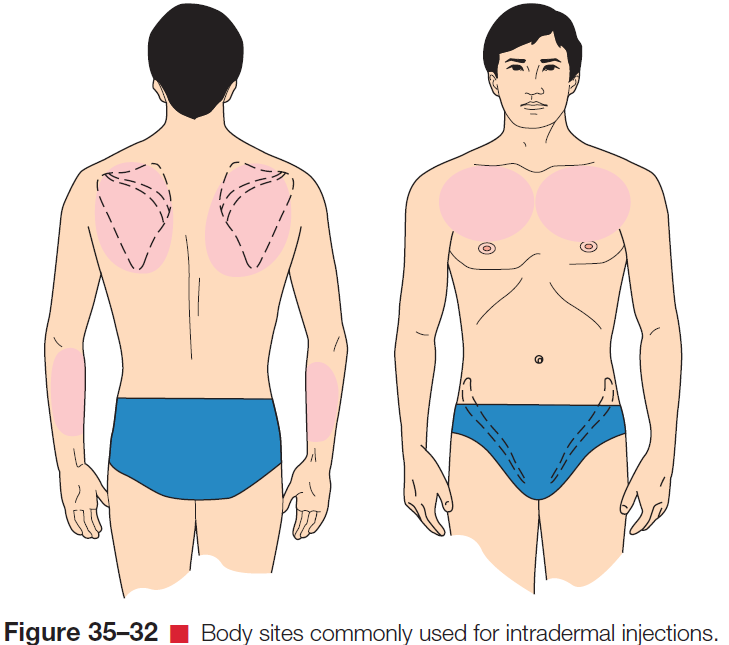 Figure 35–32 ■ Body sites commonly used for intradermal injections.